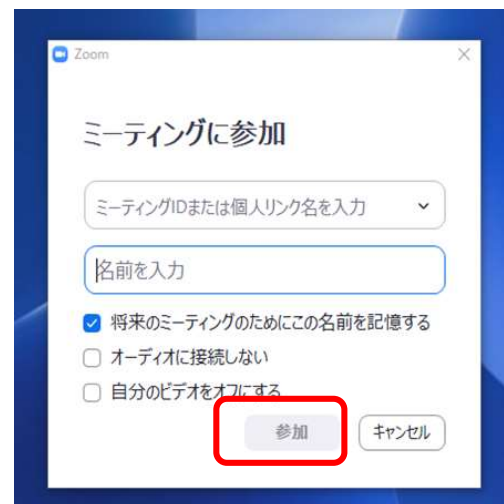 Zoom
ミーティングに参加
ミーティングIDまたは個人リンク名を入力
名前を入力
将来のミーティングのためにこの名前を記憶する
オーディオに接続しない
自分のビデオをオフにする
参加
キャンセル